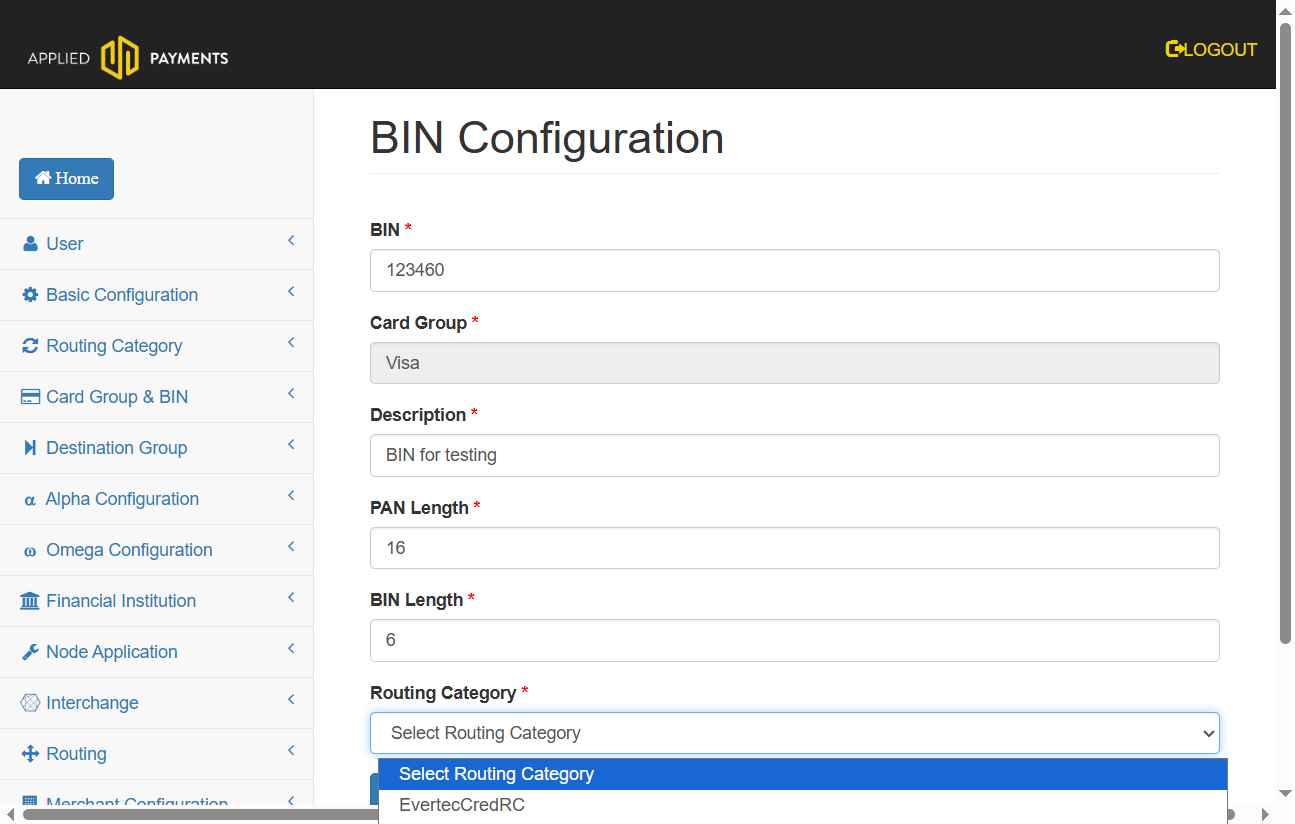 APPLIED PAYMENTS
LOGOUT
Home
User
Basic Configuration
Routing Category
Card Group & BIN
Destination Group
α Alpha Configuration
ω Omega Configuration
Financial Institution
Node Application
Interchange
Routing
Merchant Configuration
BIN Configuration
BIN *
123460
Card Group *
Visa
Description *
BIN for testing
PAN Length *
16
BIN Length *
6
Routing Category *
Select Routing Category
Select Routing Category
EvertecCredRC